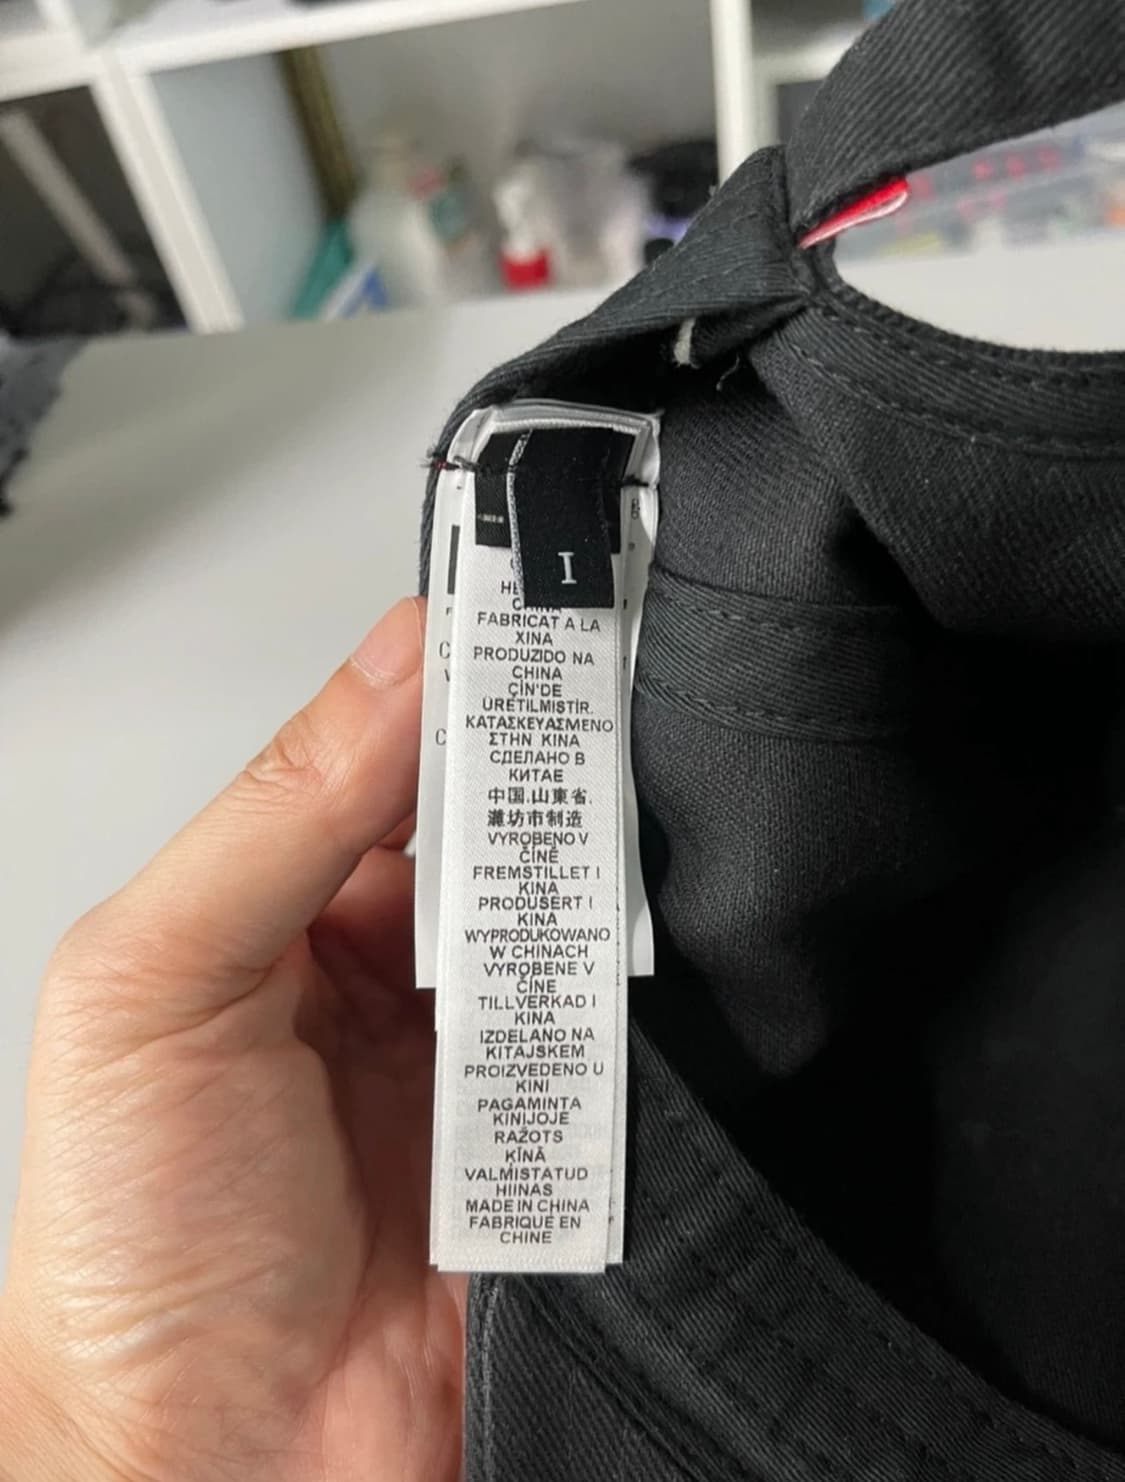 I
FABRICAT A LA
XINA
PRODUZIDO NA
CHINA
ÇİN'DE
ÜRETİLMİŞTİR.
ΚΑΤΑΣΚΕΥΑΣΜΕΝΟ
ΣΤΗΝ ΚΙΝΑ
СДЕЛАНО В
КИТАЕ
中国.山東省.
濰坊市制造
VYROBENO V
ČÍNĚ
FREMSTILLET I
KINA
PRODUSERT I
KINA
WYPRODUKOWANO
W CHINACH
VYROBENE V
ČÍNE
TILLVERKAD I
KINA
IZDELANO NA
KITAJSKEM
PROIZVEDENO U
KINI
PAGAMINTA
KINIJOJE
RAŽOTS
ĶĪNĀ
VALMISTATUD
HIINAS
MADE IN CHINA
FABRIQUE EN
CHINE